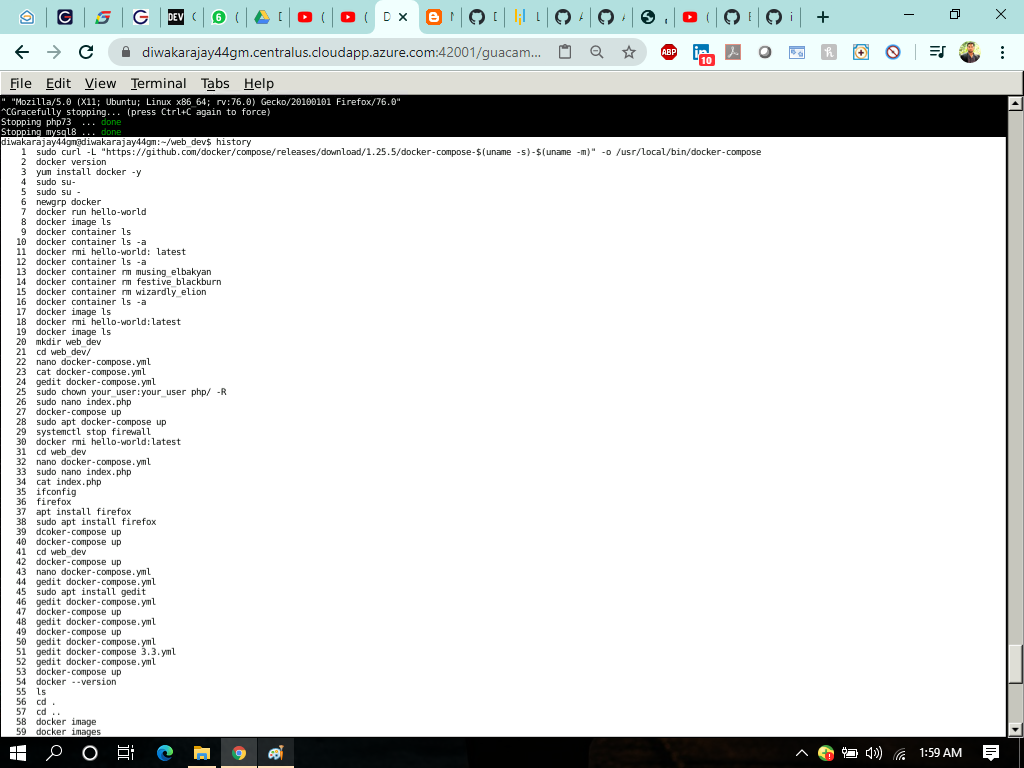 DEV
6
D
diwakarajay44gm.centralus.cloudapp.azure.com:42001/guacam...
ABP
10
File Edit View Terminal Tabs Help
" "Mozilla/5.0 (X11; Ubuntu; Linux x86_64; rv:76.0) Gecko/20100101 Firefox/76.0"
^CGracefully stopping... (press Ctrl+C again to force)
Stopping php73 ... done
Stopping mysql8 ... done
diwakarajay44gm@diwakarajay44gm:~/web_dev$ history
1 sudo curl -L "https://github.com/docker/compose/releases/download/1.25.5/docker-compose-$(uname -s)-$(uname -m)" -o /usr/local/bin/docker-compose
2 docker version
3 yum install docker -y
4 sudo su-
5 sudo su -
6 newgrp docker
7 docker run hello-world
8 docker image ls
9 docker container ls
10 docker container ls -a
11 docker rmi hello-world: latest
12 docker container ls -a
13 docker container rm musing_elbakyan
14 docker container rm festive_blackburn
15 docker container rm wizardly_elion
16 docker container ls -a
17 docker image ls
18 docker rmi hello-world:latest
19 docker image ls
20 mkdir web_dev
21 cd web_dev/
22 nano docker-compose.yml
23 cat docker-compose.yml
24 gedit docker-compose.yml
25 sudo chown your_user:your_user php/ -R
26 sudo nano index.php
27 docker-compose up
28 sudo apt docker-compose up
29 systemctl stop firewall
30 docker rmi hello-world:latest
31 cd web_dev
32 nano docker-compose.yml
33 sudo nano index.php
34 cat index.php
35 ifconfig
36 firefox
37 apt install firefox
38 sudo apt install firefox
39 dcoker-compose up
40 docker-compose up
41 cd web_dev
42 docker-compose up
43 nano docker-compose.yml
44 gedit docker-compose.yml
45 sudo apt install gedit
46 gedit docker-compose.yml
47 docker-compose up
48 gedit docker-compose.yml
49 docker-compose up
50 gedit docker-compose.yml
51 gedit docker-compose 3.3.yml
52 gedit docker-compose.yml
53 docker-compose up
54 docker --version
55 ls
56 cd .
57 cd ..
58 docker image
59 docker images
1:59 AM